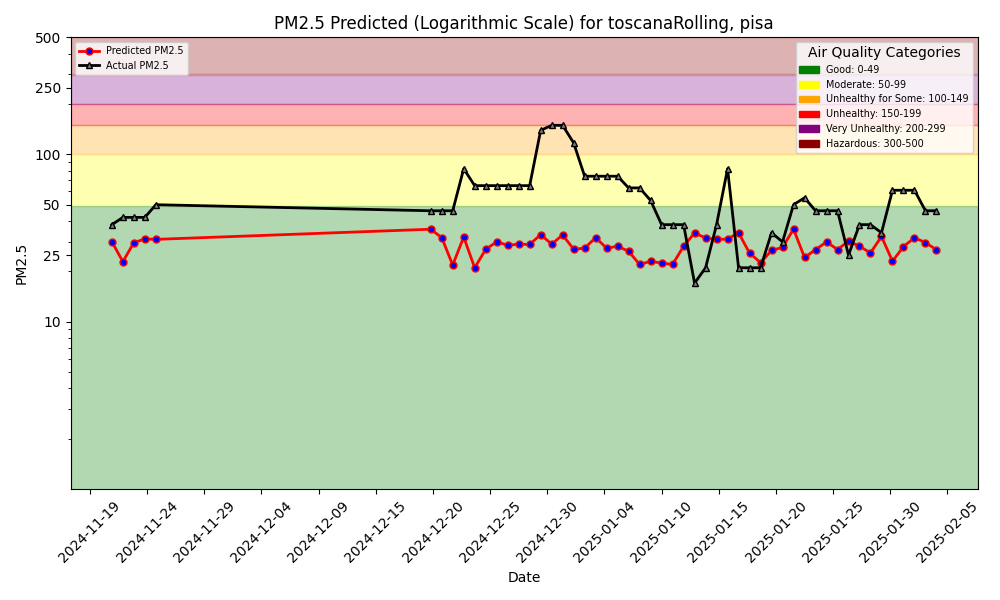 PM2.5 Predicted (Logarithmic Scale) for toscanaRolling, pisa
Predicted PM2.5
Actual PM2.5
Air Quality Categories
Good: 0-49
Moderate: 50-99
Unhealthy for Some: 100-149
Unhealthy: 150-199
Very Unhealthy: 200-299
Hazardous: 300-500
500
250
100
50
25
10
PM2.5
2024-11-19
2024-11-24
2024-11-29
2024-12-04
2024-12-09
2024-12-15
2024-12-20
2024-12-25
2024-12-30
2025-01-04
2025-01-10
2025-01-15
2025-01-20
2025-01-25
2025-01-30
2025-02-05
Date